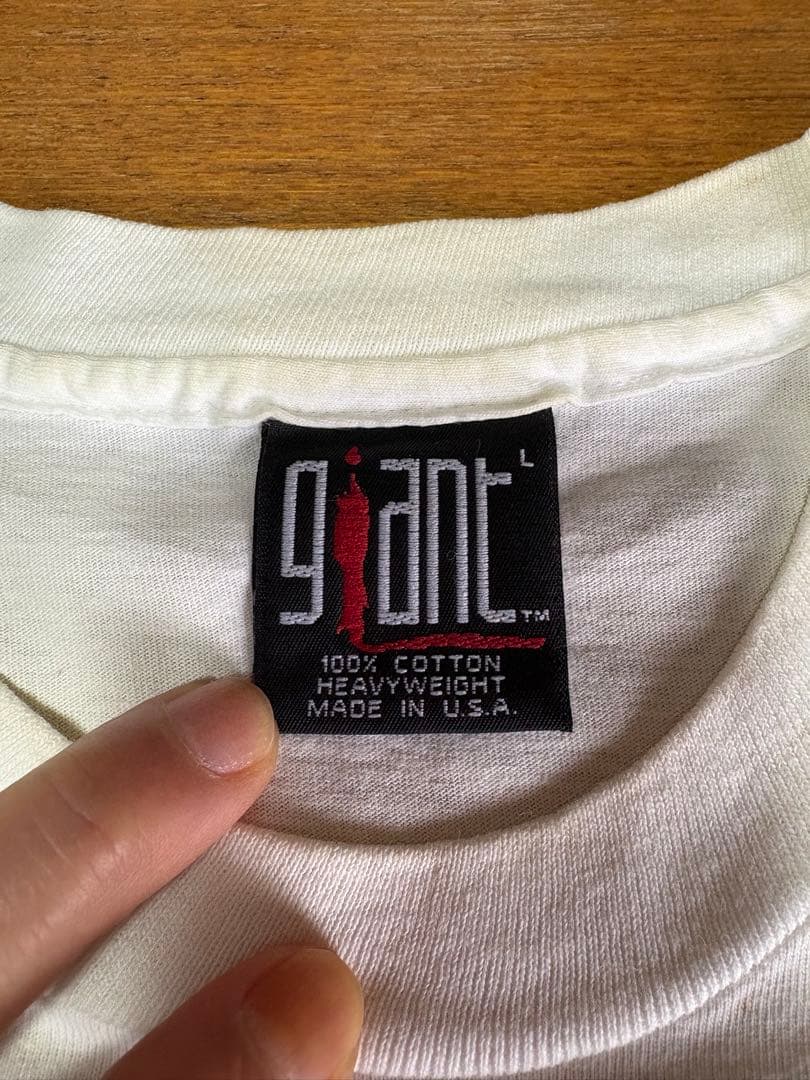 giant L
TM
100% COTTON
HEAVYWEIGHT
MADE IN U.S.A.